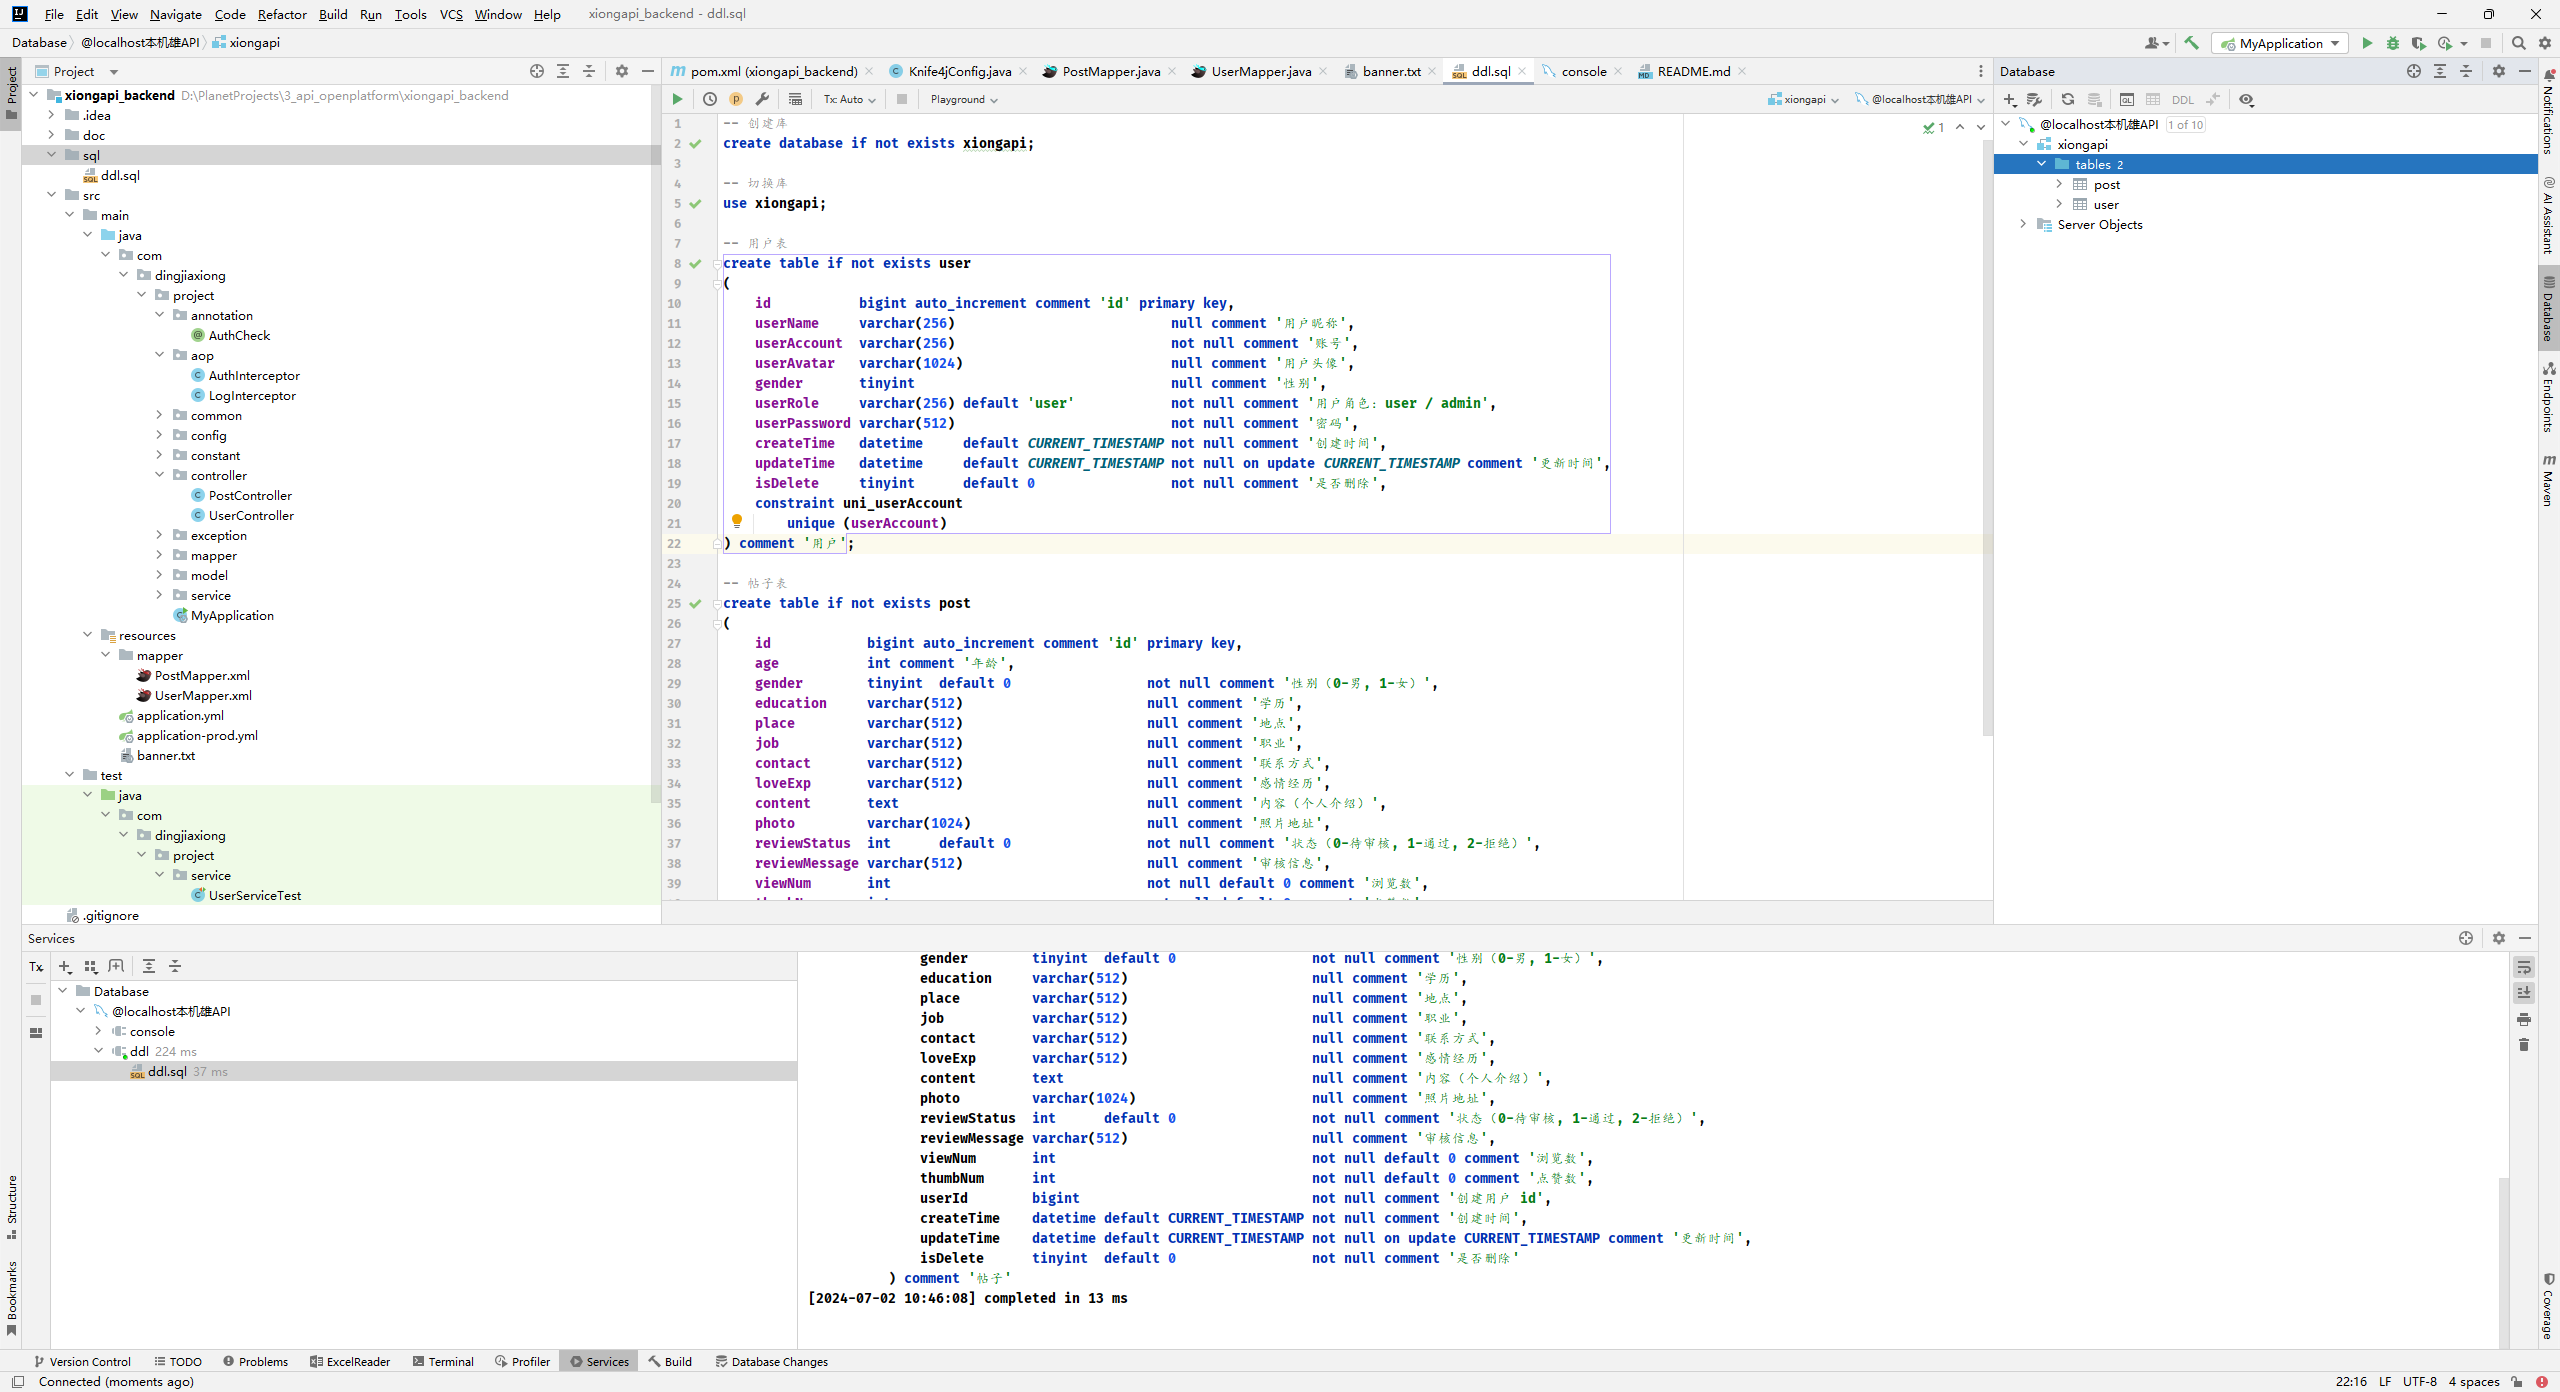 File Edit View Navigate Code Refactor Build Run Tools VCS Window Help xiongapi_backend - ddl.sql
Database @localhost本机雄API xiongapi
MyApplication
Project
pom.xml (xiongapi_backend) Knife4jConfig.java PostMapper.java UserMapper.java banner.txt ddl.sql console README.md
Database
Project
xiongapi_backend D:\PlanetProjects\3_api_openplatform\xiongapi_backend
.idea
doc
sql
ddl.sql
src
main
java
com
dingjiaxiong
project
annotation
AuthCheck
aop
AuthInterceptor
LogInterceptor
common
config
constant
controller
PostController
UserController
exception
mapper
model
service
MyApplication
resources
mapper
PostMapper.xml
UserMapper.xml
application.yml
application-prod.yml
banner.txt
test
java
com
dingjiaxiong
project
service
UserServiceTest
.gitignore
Tx: Auto Playground xiongapi @localhost本机雄API
1 -- 创建库
2 create database if not exists xiongapi;
3
4 -- 切换库
5 use xiongapi;
6
7 -- 用户表
8 create table if not exists user
9 (
10 id bigint auto_increment comment 'id' primary key,
11 userName varchar(256) null comment '用户昵称',
12 userAccount varchar(256) not null comment '账号',
13 userAvatar varchar(1024) null comment '用户头像',
14 gender tinyint null comment '性别',
15 userRole varchar(256) default 'user' not null comment '用户角色：user / admin',
16 userPassword varchar(512) not null comment '密码',
17 createTime datetime default CURRENT_TIMESTAMP not null comment '创建时间',
18 updateTime datetime default CURRENT_TIMESTAMP not null on update CURRENT_TIMESTAMP comment '更新时间',
19 isDelete tinyint default 0 not null comment '是否删除',
20 constraint uni_userAccount
21 unique (userAccount)
22 ) comment '用户';
23
24 -- 帖子表
25 create table if not exists post
26 (
27 id bigint auto_increment comment 'id' primary key,
28 age int comment '年龄',
29 gender tinyint default 0 not null comment '性别（0-男, 1-女）',
30 education varchar(512) null comment '学历',
31 place varchar(512) null comment '地点',
32 job varchar(512) null comment '职业',
33 contact varchar(512) null comment '联系方式',
34 loveExp varchar(512) null comment '感情经历',
35 content text null comment '内容（个人介绍）',
36 photo varchar(1024) null comment '照片地址',
37 reviewStatus int default 0 not null comment '状态（0-待审核, 1-通过, 2-拒绝）',
38 reviewMessage varchar(512) null comment '审核信息',
39 viewNum int not null default 0 comment '浏览数',
1
DDL
@localhost本机雄API 1 of 10
xiongapi
tables 2
post
user
Server Objects
Notifications
AI Assistant
Database
Endpoints
Maven
Coverage
Structure
Bookmarks
Services
Tx
Database
@localhost本机雄API
console
ddl 224 ms
ddl.sql 37 ms
gender tinyint default 0 not null comment '性别（0-男, 1-女）',
education varchar(512) null comment '学历',
place varchar(512) null comment '地点',
job varchar(512) null comment '职业',
contact varchar(512) null comment '联系方式',
loveExp varchar(512) null comment '感情经历',
content text null comment '内容（个人介绍）',
photo varchar(1024) null comment '照片地址',
reviewStatus int default 0 not null comment '状态（0-待审核, 1-通过, 2-拒绝）',
reviewMessage varchar(512) null comment '审核信息',
viewNum int not null default 0 comment '浏览数',
thumbNum int not null default 0 comment '点赞数',
userId bigint not null comment '创建用户 id',
createTime datetime default CURRENT_TIMESTAMP not null comment '创建时间',
updateTime datetime default CURRENT_TIMESTAMP not null on update CURRENT_TIMESTAMP comment '更新时间',
isDelete tinyint default 0 not null comment '是否删除'
) comment '帖子'
[2024-07-02 10:46:08] completed in 13 ms
Version Control TODO Problems ExcelReader Terminal Profiler Services Build Database Changes
Connected (moments ago) 22:16 LF UTF-8 4 spaces